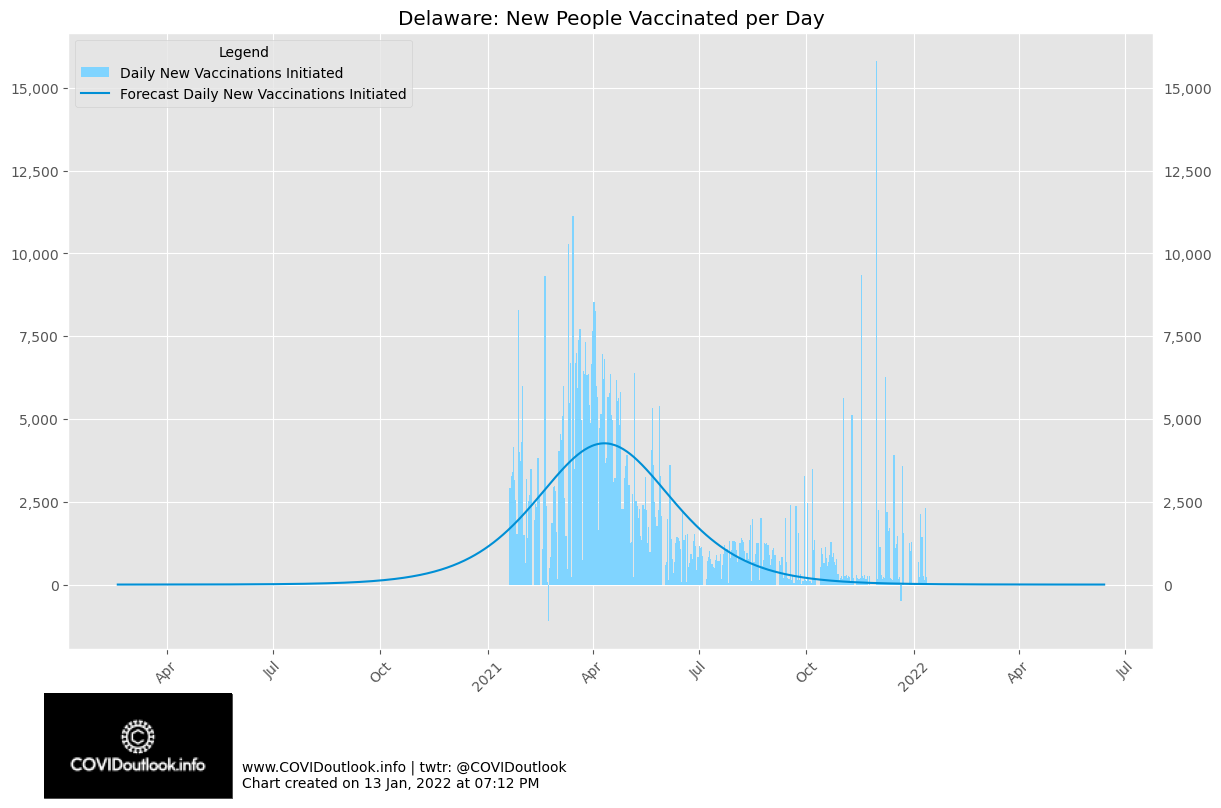 Delaware: New People Vaccinated per Day
Legend
Daily New Vaccinations Initiated
Forecast Daily New Vaccinations Initiated
15,000
12,500
10,000
7,500
5,000
2,500
0
15,000
12,500
10,000
7,500
5,000
2,500
0
Apr
Jul
Oct
2021
Apr
Jul
Oct
2022
Apr
Jul
C
COVIDoutlook.info
www.COVIDoutlook.info | twtr: @COVIDoutlook
Chart created on 13 Jan, 2022 at 07:12 PM